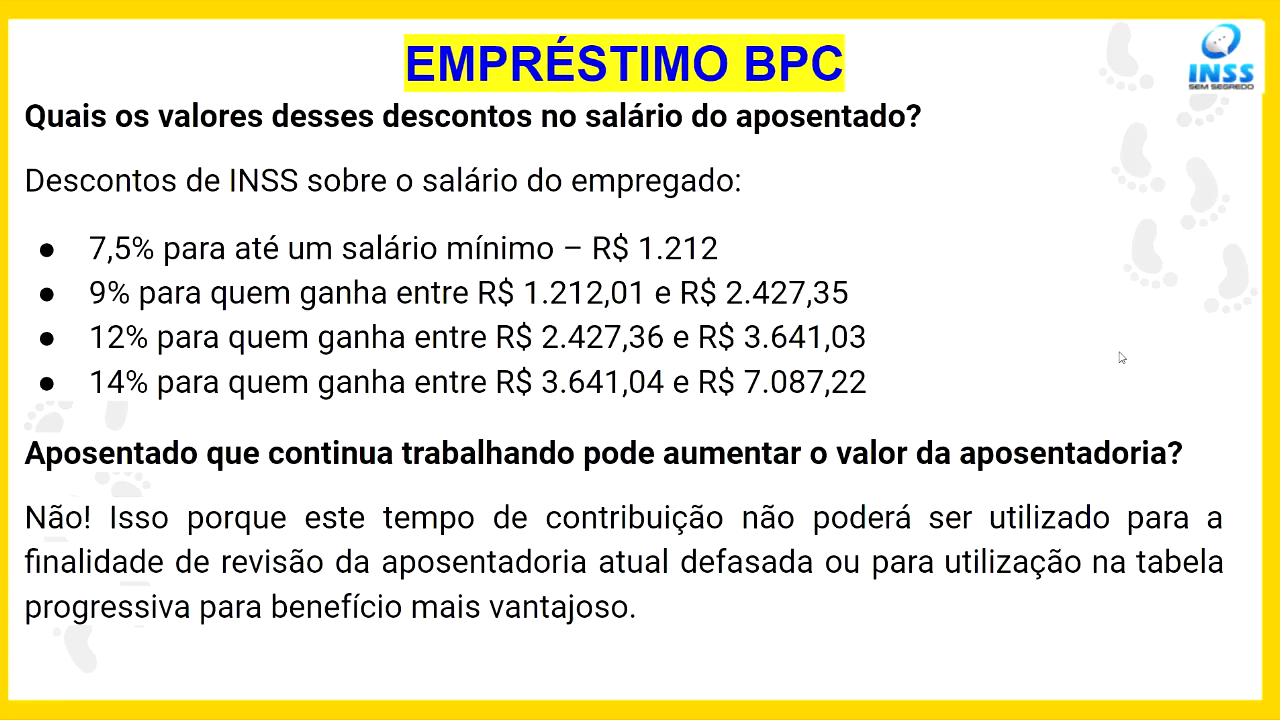 EMPRÉSTIMO BPC
INSS
SEM SEGREDO
Quais os valores desses descontos no salário do aposentado?
Descontos de INSS sobre o salário do empregado:
● 7,5% para até um salário mínimo – R$ 1.212
● 9% para quem ganha entre R$ 1.212,01 e R$ 2.427,35
● 12% para quem ganha entre R$ 2.427,36 e R$ 3.641,03
● 14% para quem ganha entre R$ 3.641,04 e R$ 7.087,22
Aposentado que continua trabalhando pode aumentar o valor da aposentadoria?
Não! Isso porque este tempo de contribuição não poderá ser utilizado para a
finalidade de revisão da aposentadoria atual defasada ou para utilização na tabela
progressiva para benefício mais vantajoso.